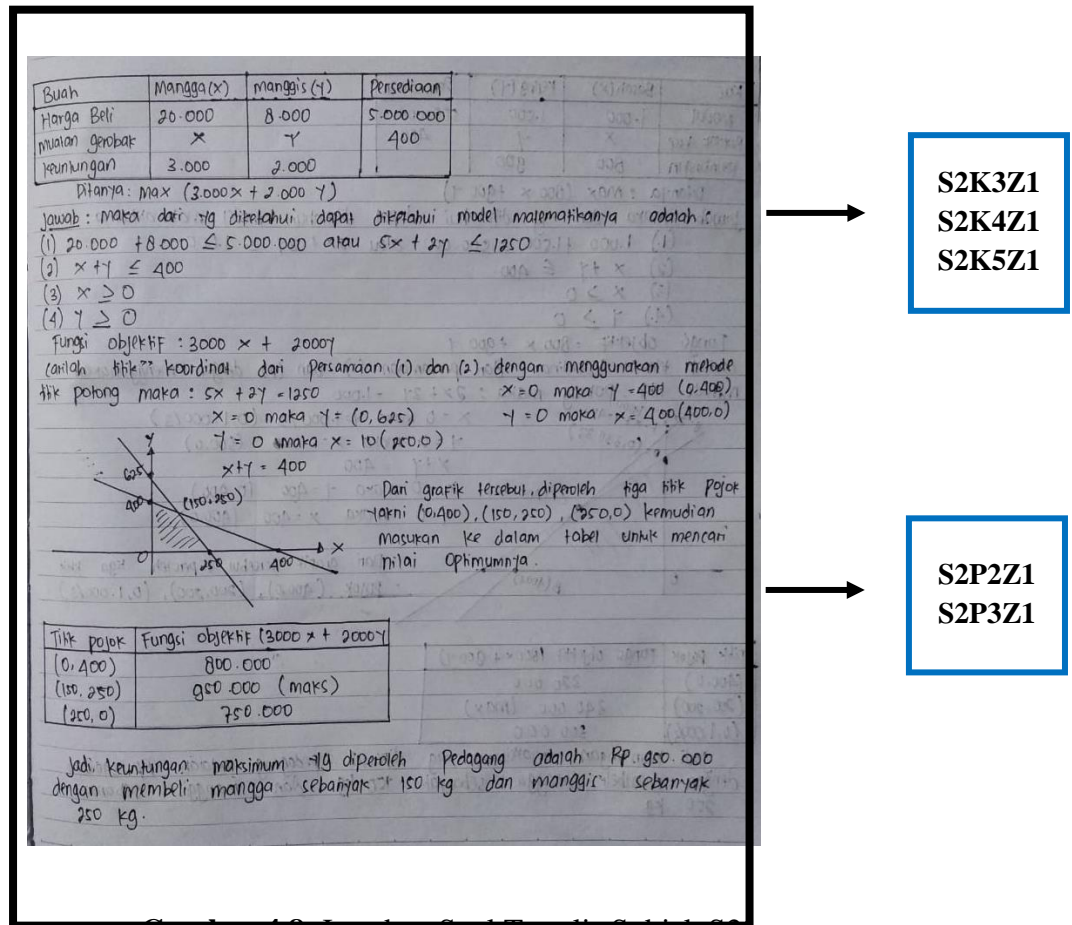 Buah Mangga (x) manggis (y) Persediaan
Harga Beli 20.000 8.000 5.000.000
muatan gerobak x y 400
keuntungan 3.000 2.000
Ditanya : max (3.000x + 2.000 y)
Jawab : maka dari yg diketahui dapat diketahui model matematikanya adalah :
(1) 20.000 + 8.000 ≤ 5.000.000 atau 5x + 2y ≤ 1250
(2) x + y ≤ 400
(3) x ≥ 0
(4) y ≥ 0
Fungsi objektif : 3000 x + 2000y
carilah titik" koordinat dari persamaan (1) dan (2) dengan menggunakan metode
titik potong maka : 5x + 2y = 1250 x = 0 maka y = 400 (0,400)
x = 0 maka y = (0,625) y = 0 maka x = 400 (400,0)
y = 0 maka x = 10 (250,0)
x + y = 400
y
625
400
(150,250)
0
250
400
x
Dari grafik tersebut, diperoleh tiga titik pojok
yakni (0,400), (150,250), (250,0) kemudian
masukan ke dalam tabel untuk mencari
nilai optimumnya.
Titik pojok Fungsi objektif (3000 x + 2000y
(0,400) 800.000
(150,250) 950.000 (maks)
(250,0) 750.000
Jadi, keuntungan maksimum yg diperoleh Pedagang adalah Rp. 950.000
dengan membeli mangga sebanyak 150 kg dan manggis sebanyak
250 kg.
S2K3Z1
S2K4Z1
S2K5Z1
S2P2Z1
S2P3Z1